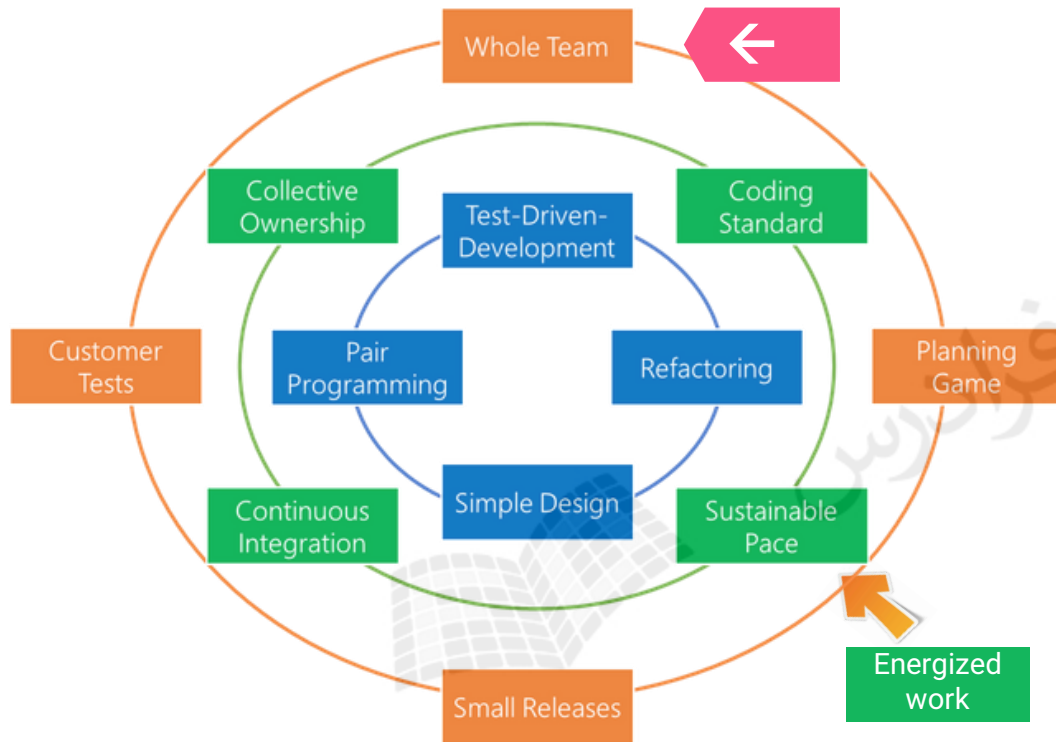 Whole Team
Collective
Ownership
Coding
Standard
Test-Driven-
Development
Customer
Tests
Pair
Programming
Refactoring
Planning
Game
فرادرس
Continuous
Integration
Simple Design
Sustainable
Pace
Energized
work
Small Releases